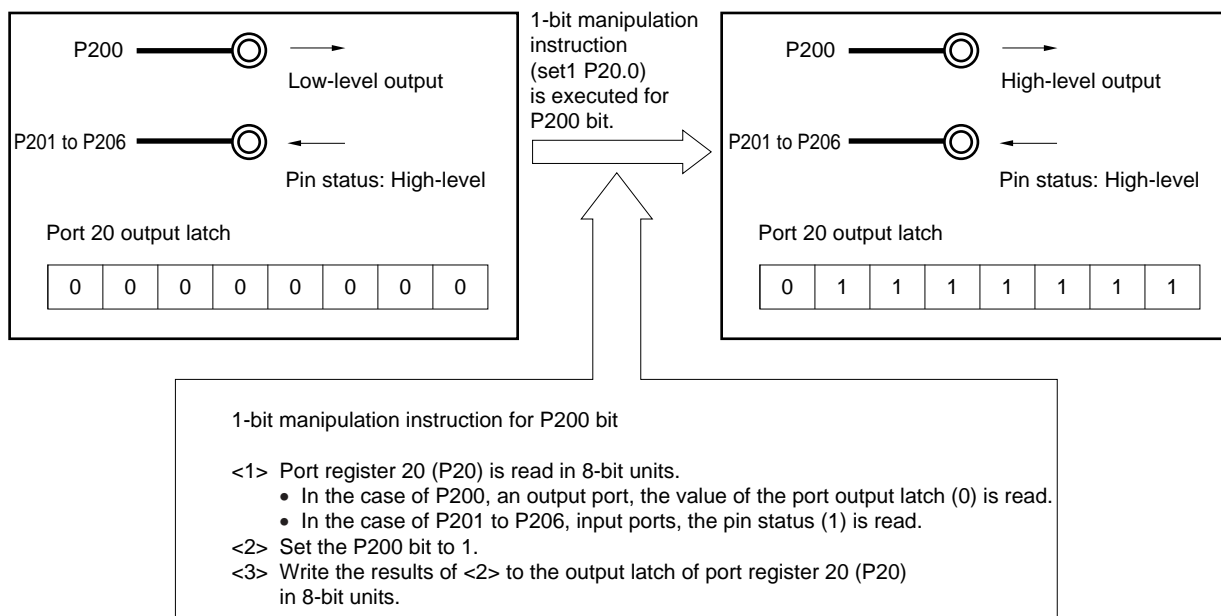 P200
Low-level output
P201 to P206
Pin status: High-level
Port 20 output latch
0 0 0 0 0 0 0 0
1-bit manipulation
instruction
(set1 P20.0)
is executed for
P200 bit.
P200
High-level output
P201 to P206
Pin status: High-level
Port 20 output latch
0 1 1 1 1 1 1 1
1-bit manipulation instruction for P200 bit
<1> Port register 20 (P20) is read in 8-bit units.
• In the case of P200, an output port, the value of the port output latch (0) is read.
• In the case of P201 to P206, input ports, the pin status (1) is read.
<2> Set the P200 bit to 1.
<3> Write the results of <2> to the output latch of port register 20 (P20)
in 8-bit units.